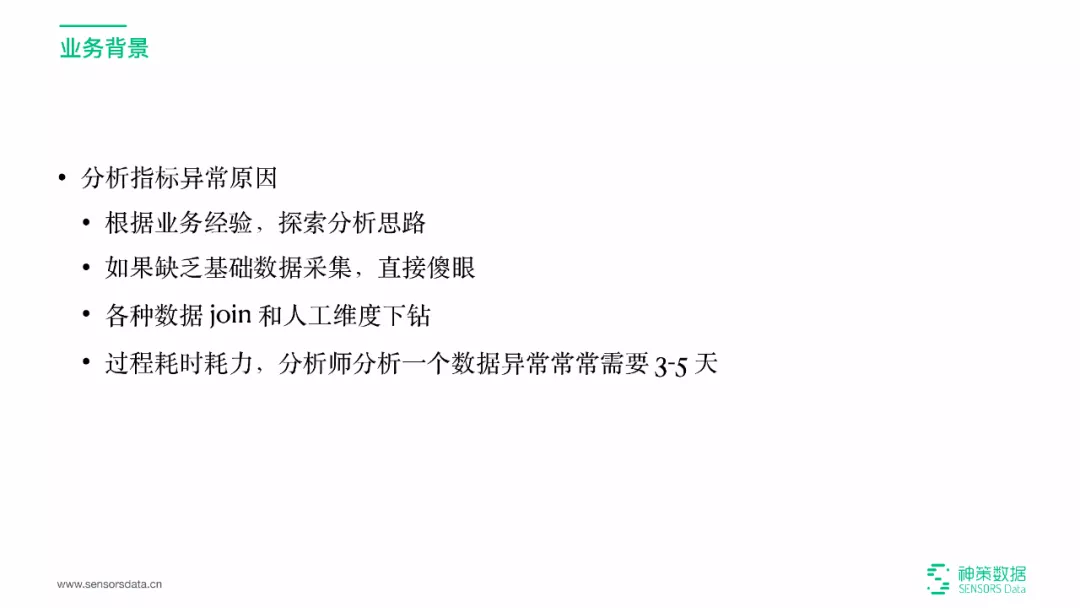 业务背景
• 分析指标异常原因
• 根据业务经验，探索分析思路
• 如果缺乏基础数据采集，直接傻眼
• 各种数据 join 和人工维度下钻
• 过程耗时耗力，分析师分析一个数据异常常常需要 3-5 天
www.sensorsdata.cn
神策数据
SENSORS Data